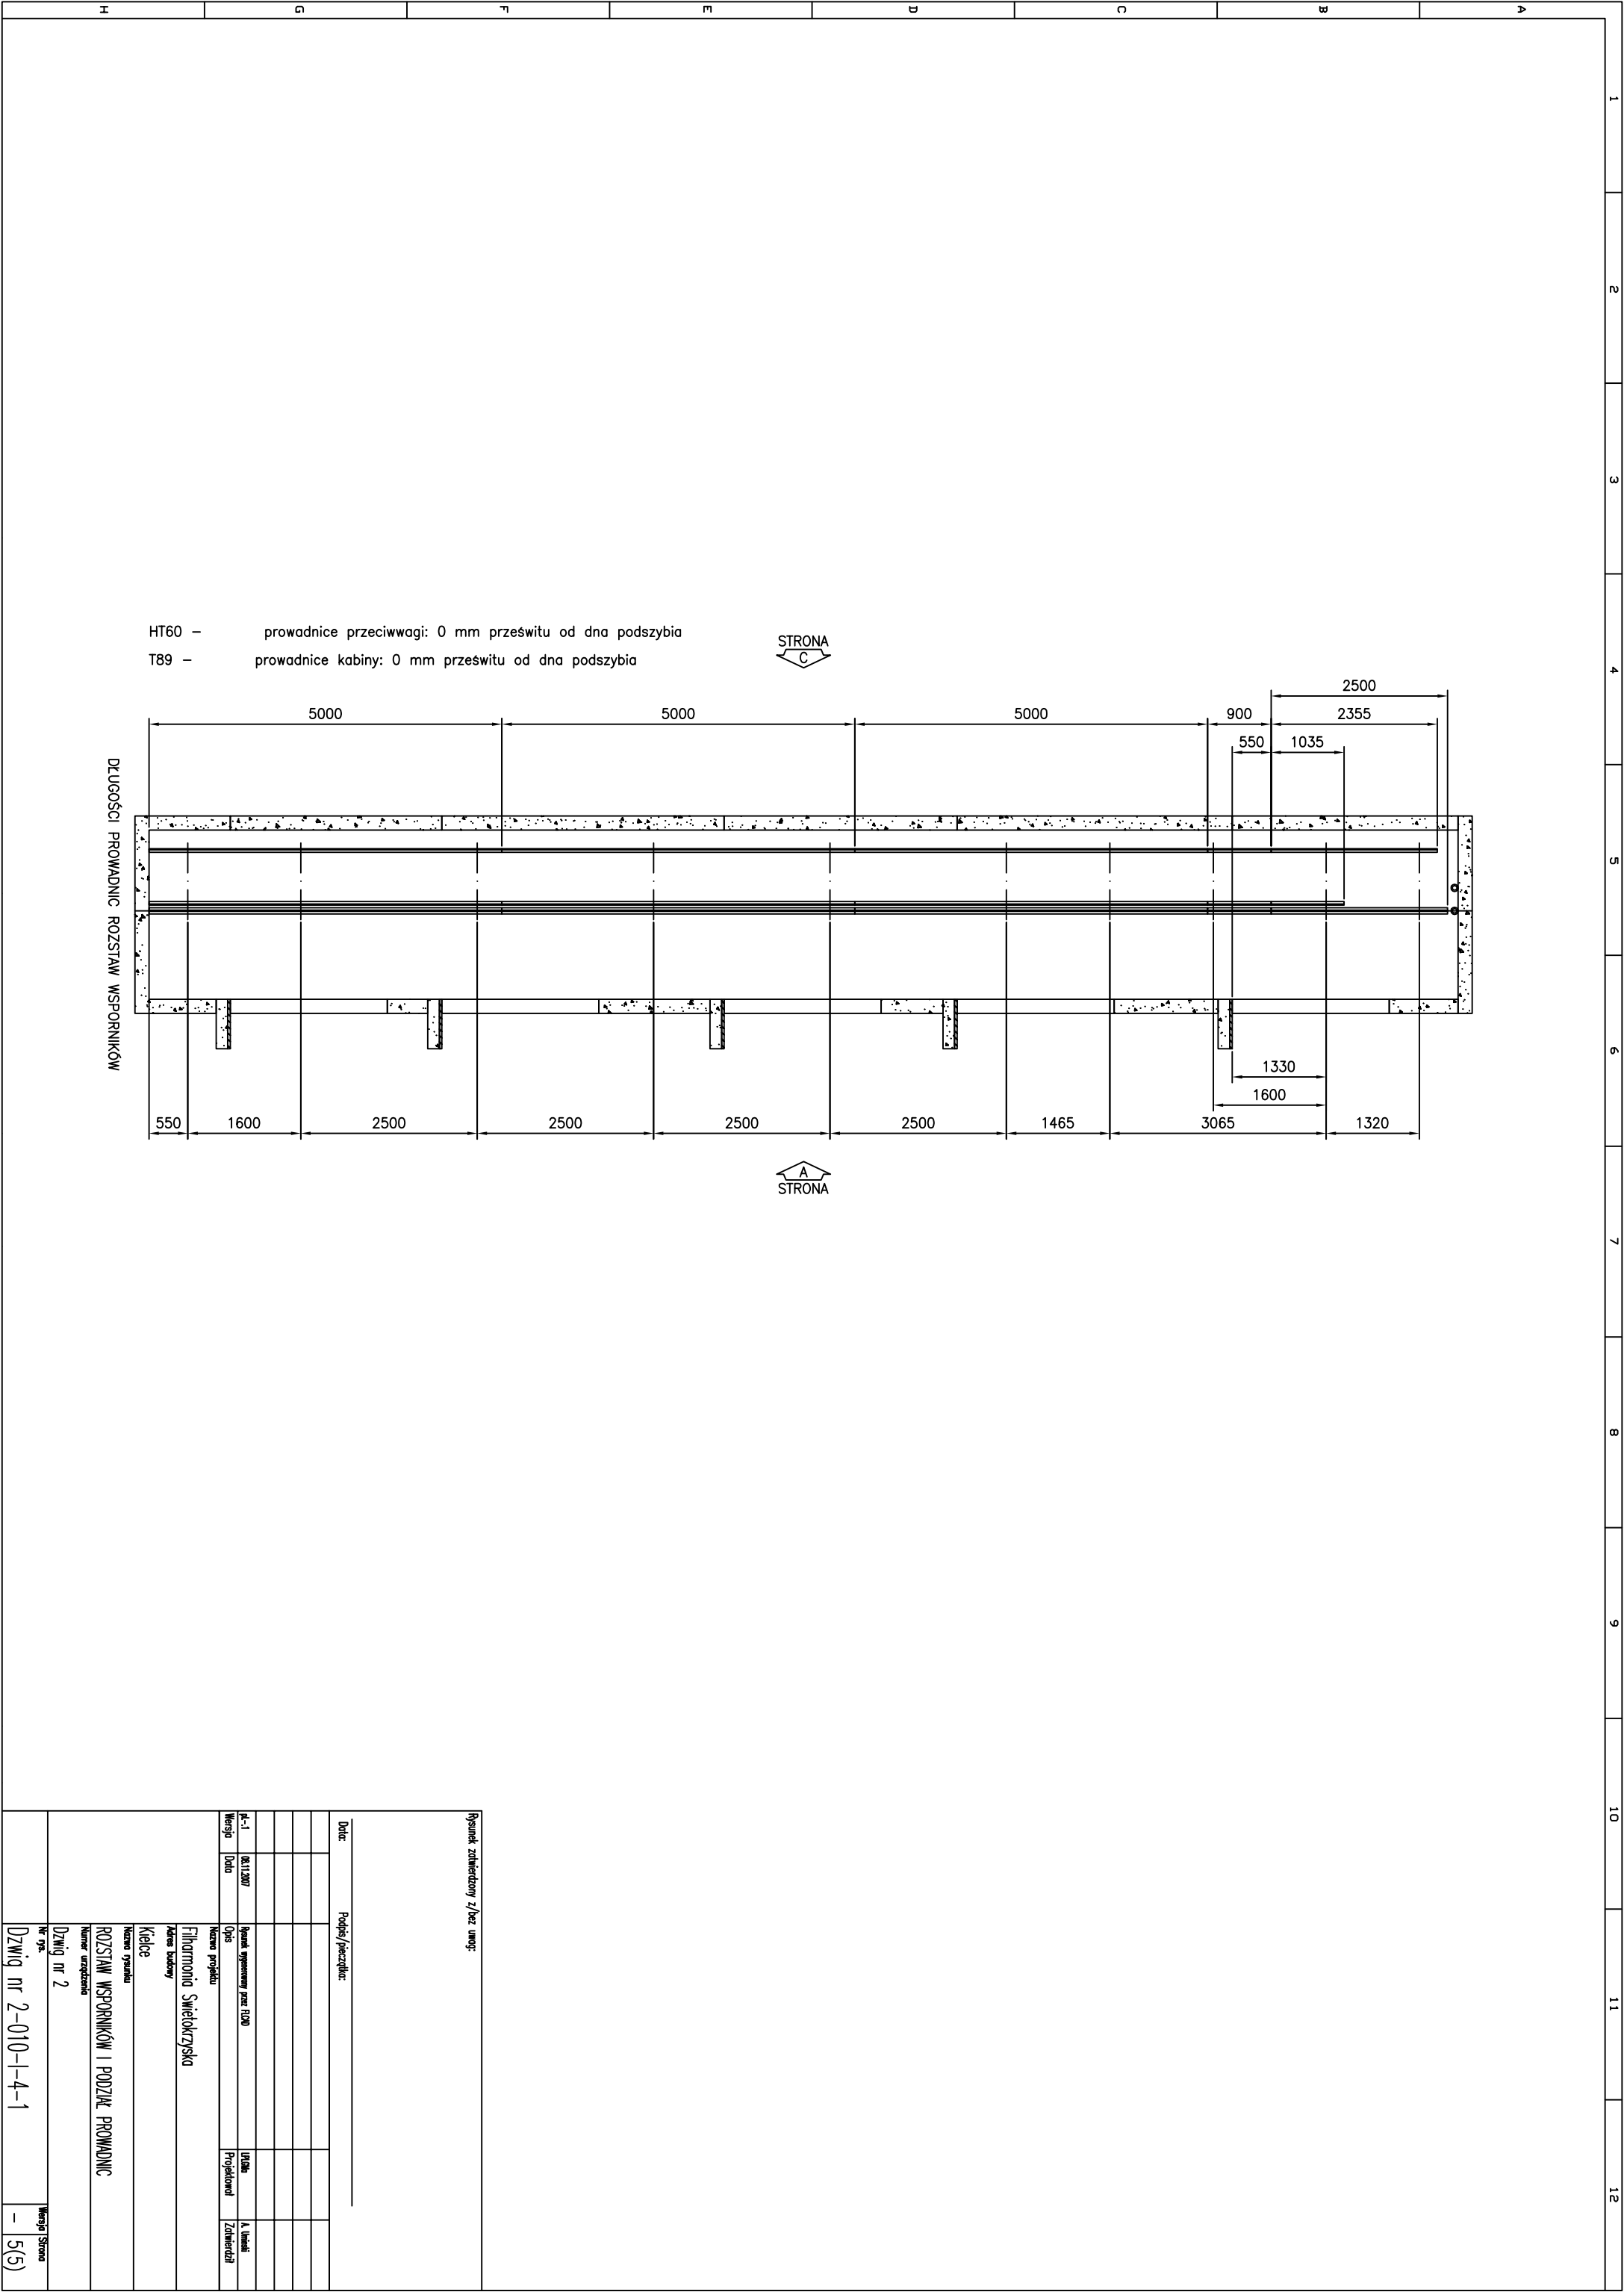 H
G
F
E
D
C
B
A
1
2
3
4
5
6
7
8
9
10
11
12
HT60 – prowadnice przeciwwagi: 0 mm prześwitu od dna podszybia
T89 – prowadnice kabiny: 0 mm prześwitu od dna podszybia
STRONA
C
2500
5000
5000
5000
900
2355
550
1035
DŁUGOŚCI PROWADNIC ROZSTAW WSPORNIKÓW
1330
1600
550
1600
2500
2500
2500
2500
1465
3065
1320
A
STRONA
Rysunek zatwierdzony z/bez uwag:
Data: Podpis/pieczątka:
pl-.1 08.11.2007 Rysunek wygenerowany przez FLCAD A. Uminski
Wersja Data Opis Projektował Zatwierdził
Nazwa projektu
Filharmonia Swietokrzyska
Adres budowy
Kielce
Nazwa rysunku
ROZSTAW WSPORNIKÓW I PODZIAŁ PROWADNIC
Numer urządzenia
Dzwig nr 2
Nr rys. Wersja Strona
Dzwig nr 2-010-I-4-1 – 5(5)